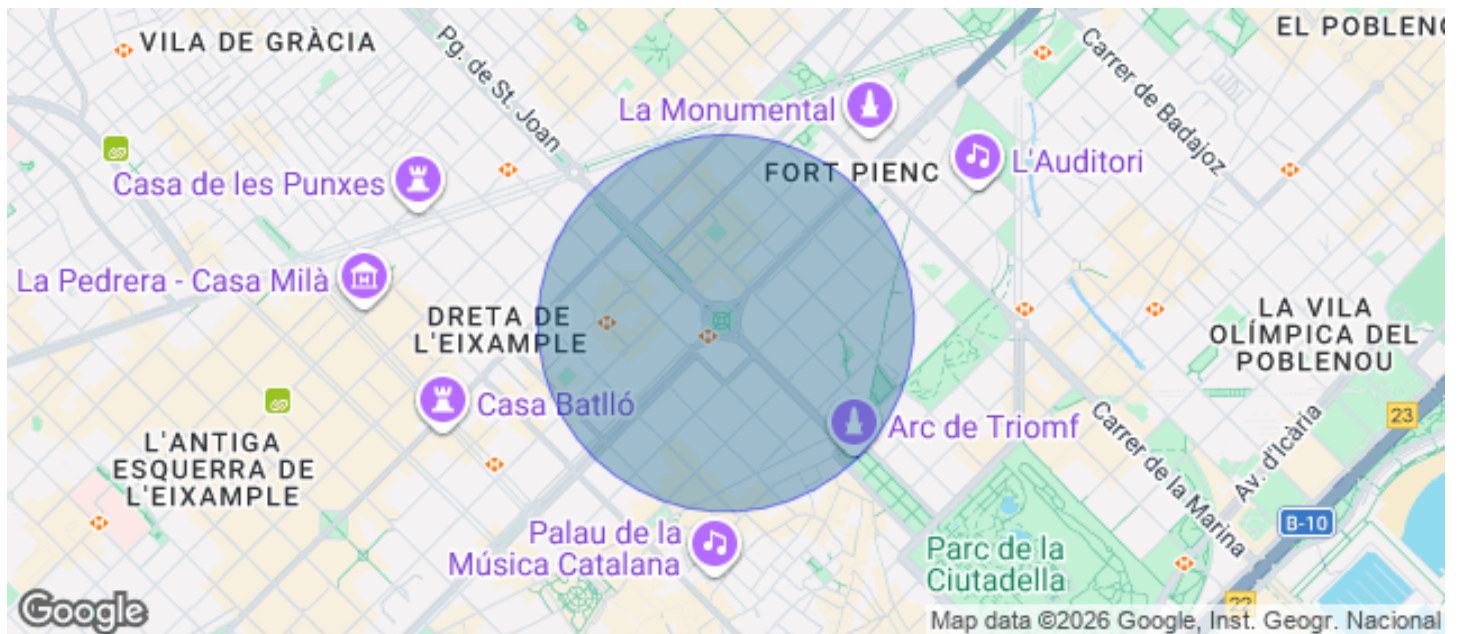 VILA DE GRÀCIA
Pg. de St. Joan
EL POBLENO
Carrer de Badajoz
La Monumental
Casa de les Punxes
FORT PIENC
L'Auditori
La Pedrera - Casa Milà
DRETA DE
L'EIXAMPLE
LA VILA
OLÍMPICA DEL
POBLENOU
Casa Batlló
Arc de Triomf
23
L'ANTIGA
ESQUERRA DE
L'EIXAMPLE
Carrer de la Marina
Av. d'Icària
B-10
Palau de la
Música Catalana
Parc de la
Ciutadella
22
Google
Map data ©2026 Google, Inst. Geogr. Nacional